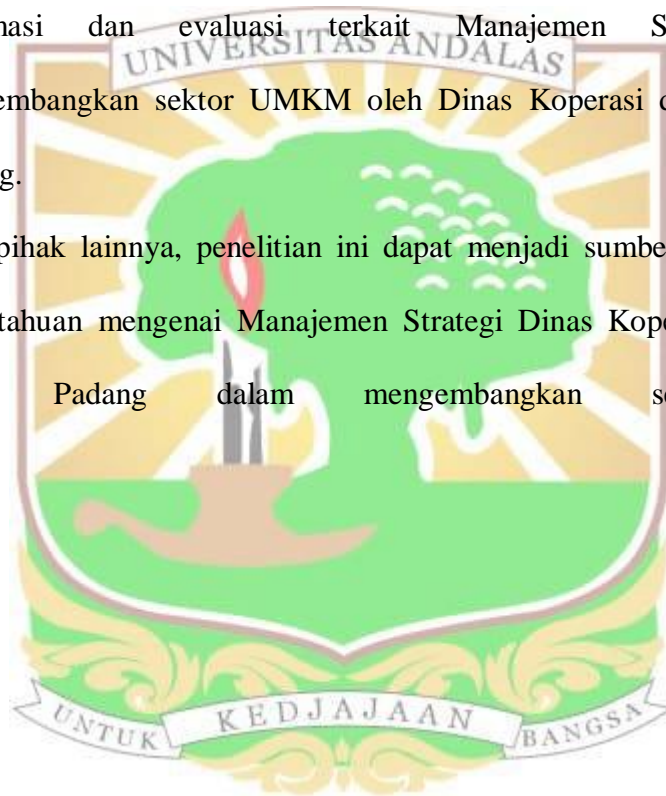 UNIVERSITAS ANDALAS
masi dan evaluasi terkait Manajemen S
embangkan sektor UMKM oleh Dinas Koperasi d
g.
pihak lainnya, penelitian ini dapat menjadi sumbe
tahuan mengenai Manajemen Strategi Dinas Kope
Padang dalam mengembangkan se
UNTUK KEDJAJAAN BANGSA